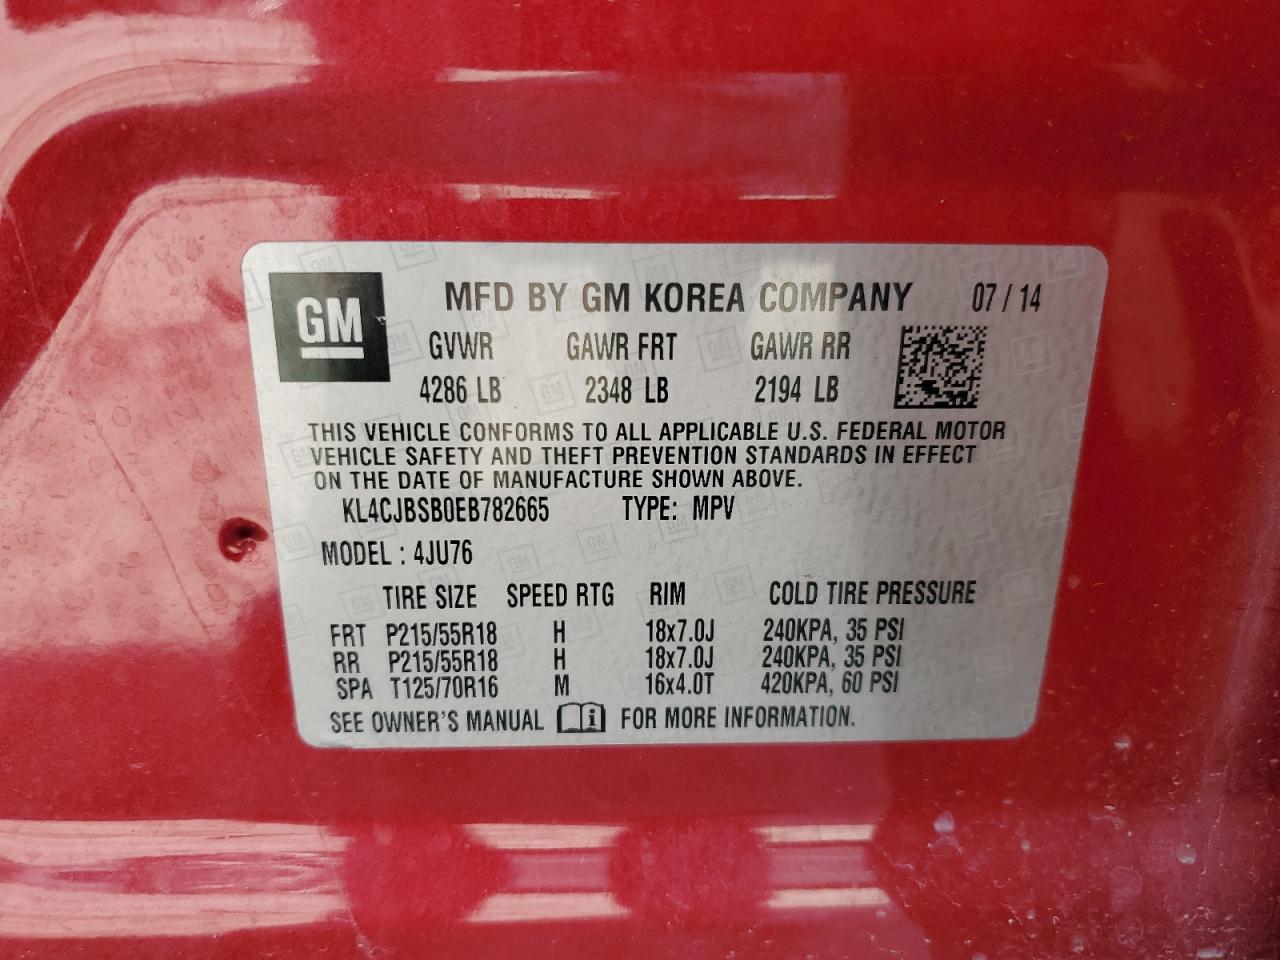 GM MFD BY GM KOREA COMPANY 07 / 14
GVWR GAWR FRT GAWR RR
4286 LB 2348 LB 2194 LB
THIS VEHICLE CONFORMS TO ALL APPLICABLE U.S. FEDERAL MOTOR
VEHICLE SAFETY AND THEFT PREVENTION STANDARDS IN EFFECT
ON THE DATE OF MANUFACTURE SHOWN ABOVE.
KL4CJBSB0EB782665 TYPE: MPV
MODEL : 4JU76
TIRE SIZE SPEED RTG RIM COLD TIRE PRESSURE
FRT P215/55R18 H 18x7.0J 240KPA, 35 PSI
RR P215/55R18 H 18x7.0J 240KPA, 35 PSI
SPA T125/70R16 M 16x4.0T 420KPA, 60 PSI
SEE OWNER'S MANUAL i FOR MORE INFORMATION.